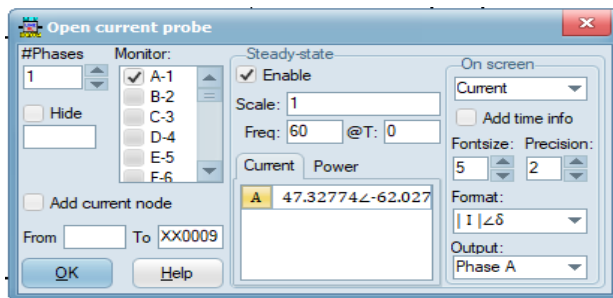 Open current probe
#Phases
1
Hide
Monitor:
A-1
B-2
C-3
D-4
E-5
F-6
Add current node
From To XX0009
OK Help
Steady-state
Enable
Scale: 1
Freq: 60 @T: 0
Current Power
A 47.32774∠-62.027
On screen
Current
Add time info
Fontsize: Precision:
5 2
Format:
| I |∠δ
Output:
Phase A